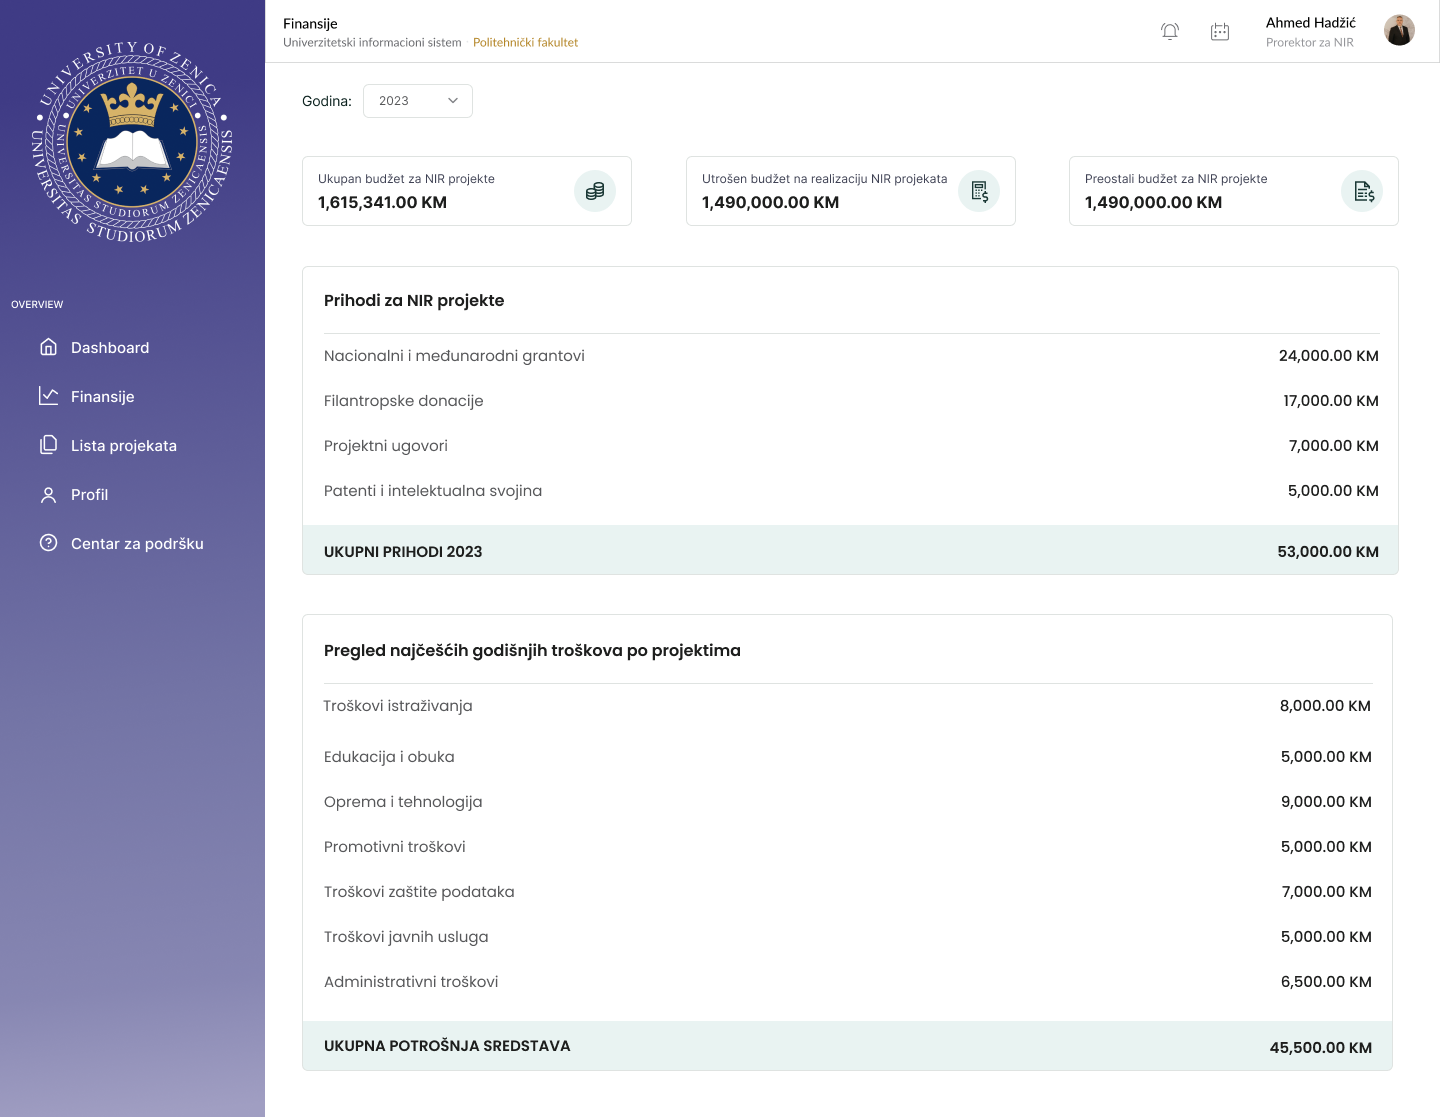 UNIVERSITY OF ZENICA
UNIVERZITET U ZENICI
UNIVERSITAS STUDIORUM ZENICAENSIS
UNIVERSITAS STUDIORUM ZENICAENSIS
OVERVIEW
Dashboard
Finansije
Lista projekata
Profil
Centar za podršku
Finansije
Univerzitetski informacioni sistem Politehnički fakultet
Ahmed Hadžić
Prorektor za NIR
Godina: 2023
Ukupan budžet za NIR projekte
1,615,341.00 KM
Utrošen budžet na realizaciju NIR projekata
1,490,000.00 KM
Preostali budžet za NIR projekte
1,490,000.00 KM
Prihodi za NIR projekte
Nacionalni i međunarodni grantovi 24,000.00 KM
Filantropske donacije 17,000.00 KM
Projektni ugovori 7,000.00 KM
Patenti i intelektualna svojina 5,000.00 KM
UKUPNI PRIHODI 2023 53,000.00 KM
Pregled najčešćih godišnjih troškova po projektima
Troškovi istraživanja 8,000.00 KM
Edukacija i obuka 5,000.00 KM
Oprema i tehnologija 9,000.00 KM
Promotivni troškovi 5,000.00 KM
Troškovi zaštite podataka 7,000.00 KM
Troškovi javnih usluga 5,000.00 KM
Administrativni troškovi 6,500.00 KM
UKUPNA POTROŠNJA SREDSTAVA 45,500.00 KM